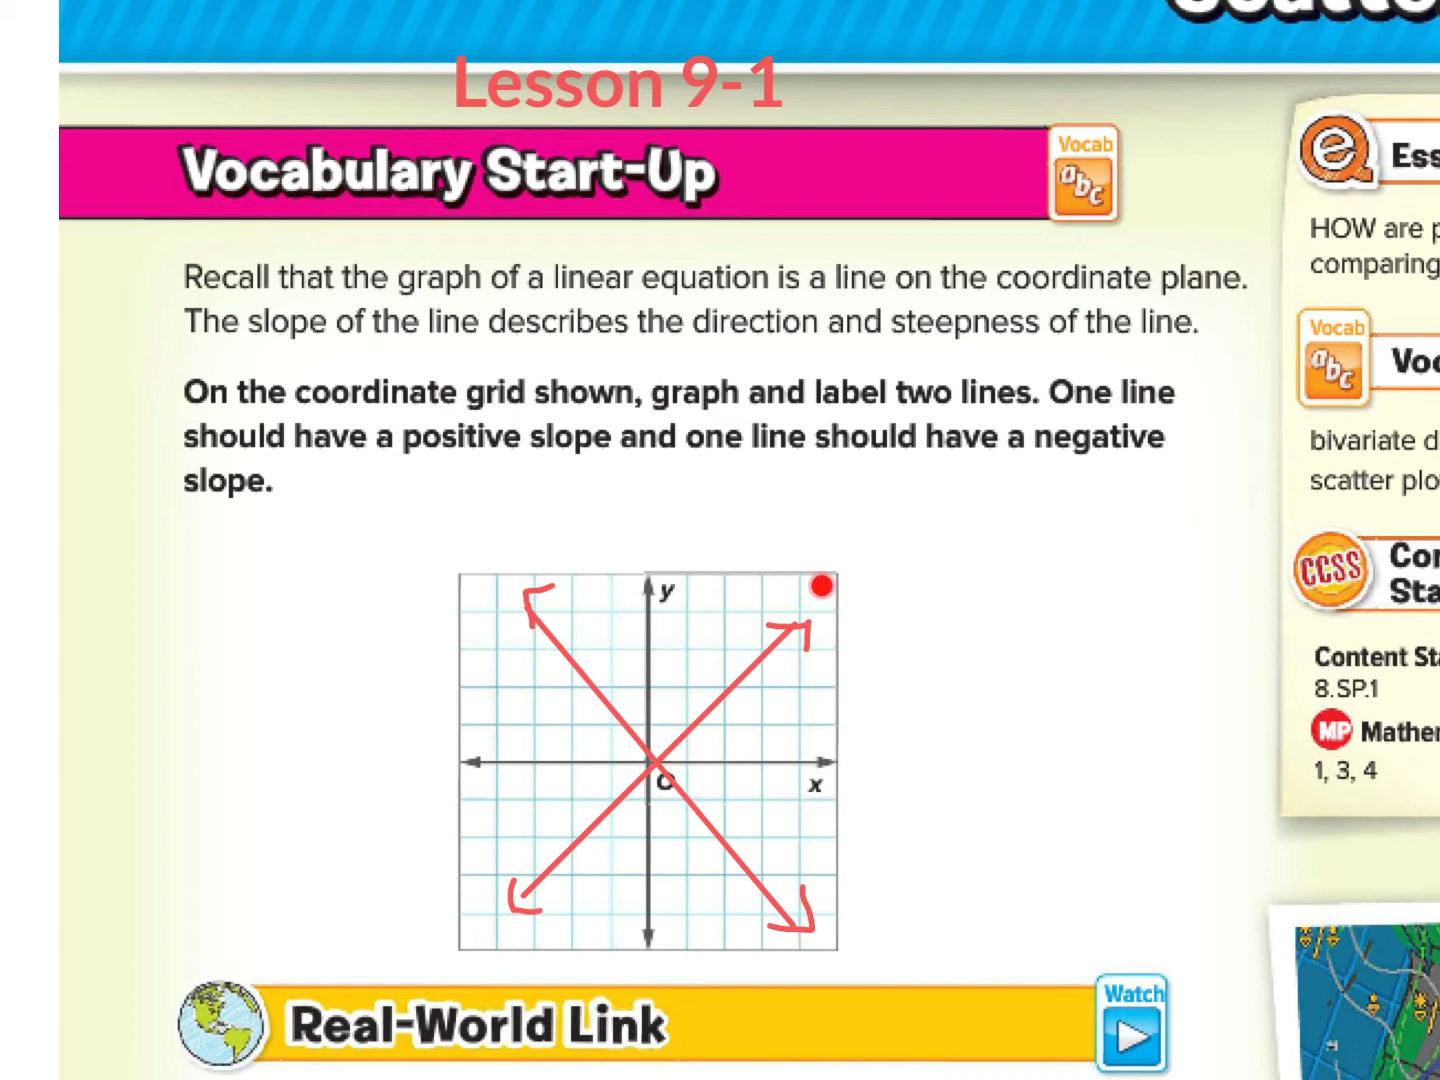 Lesson 9-1
Vocabulary Start-Up
Vocab
abc
Recall that the graph of a linear equation is a line on the coordinate plane.
The slope of the line describes the direction and steepness of the line.
On the coordinate grid shown, graph and label two lines. One line
should have a positive slope and one line should have a negative
slope.
y
x
Real-World Link
Watch
e
HOW are
comparing
Vocab
abc
bivariate
scatter
CCSS
Content
8.SP.1
MP
1, 3, 4